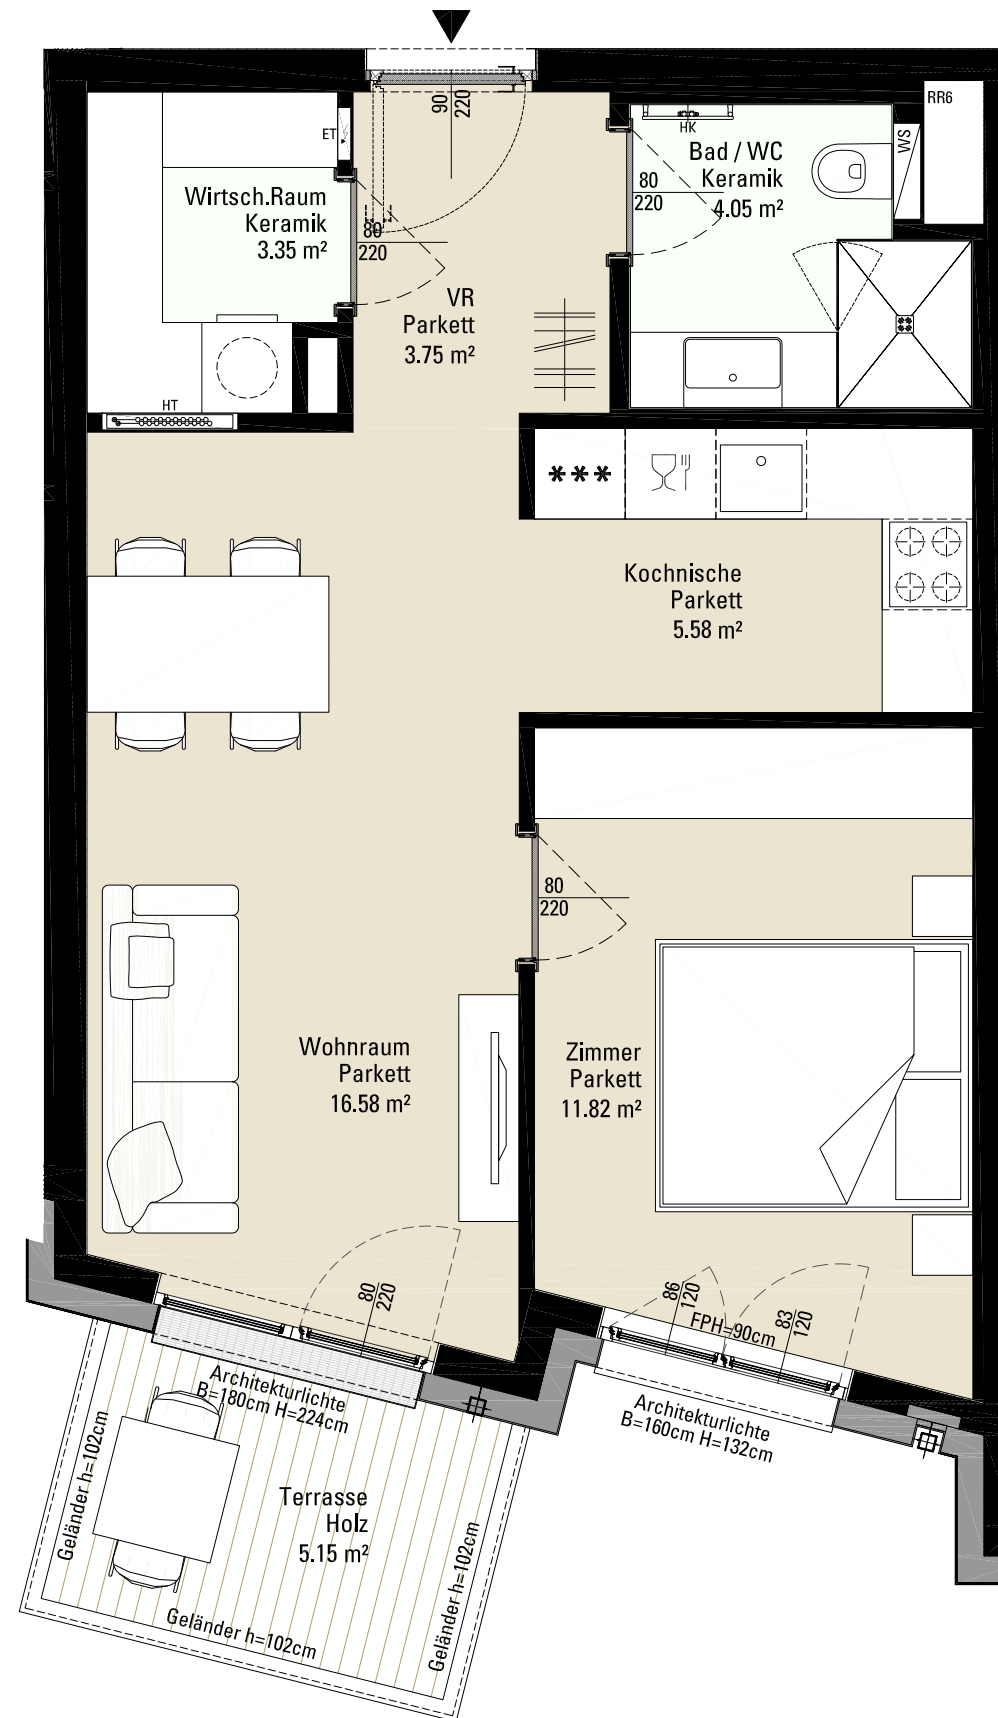 90
220
RR6
ET
HK
WS
Bad / WC
Keramik
4.05 m²
80
220
Wirtsch.Raum
Keramik
3.35 m²
80
220
VR
Parkett
3.75 m²
HT
***
Kochnische
Parkett
5.58 m²
80
220
Wohnraum
Parkett
16.58 m²
Zimmer
Parkett
11.82 m²
80
220
86
120
FPH=90cm
83
120
Architekturlichte
B=180cm H=224cm
Architekturlichte
B=160cm H=132cm
Geländer h=102cm
Terrasse
Holz
5.15 m²
Geländer h=102cm
Geländer h=102cm